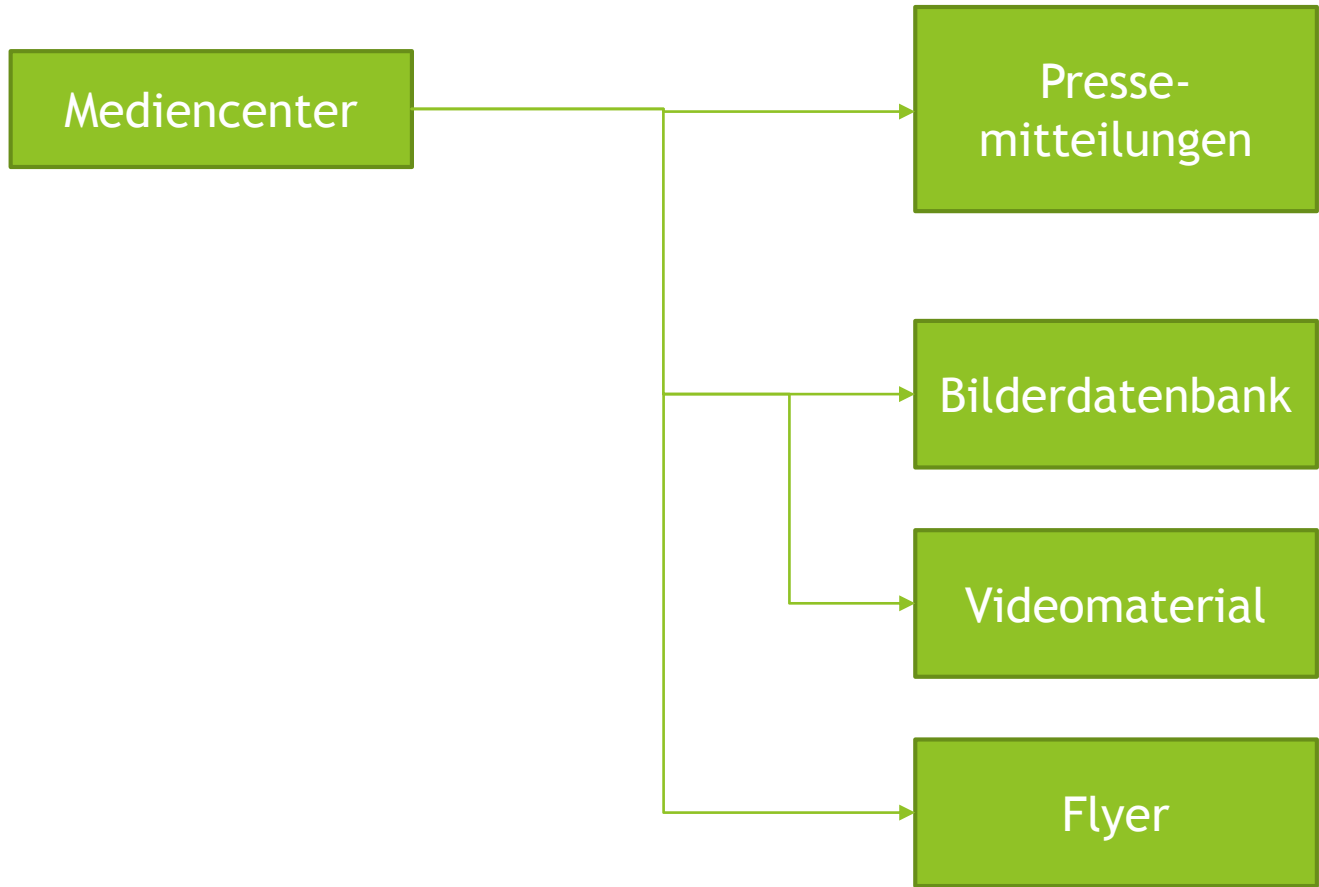 Mediencenter
Presse-
mitteilungen
Bilderdatenbank
Videomaterial
Flyer